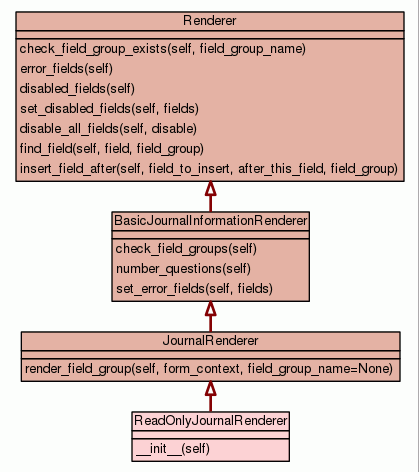 Renderer
check_field_group_exists(self, field_group_name)
error_fields(self)
disabled_fields(self)
set_disabled_fields(self, fields)
disable_all_fields(self, disable)
find_field(self, field, field_group)
insert_field_after(self, field_to_insert, after_this_field, field_group)
BasicJournalInformationRenderer
check_field_groups(self)
number_questions(self)
set_error_fields(self, fields)
JournalRenderer
render_field_group(self, form_context, field_group_name=None)
ReadOnlyJournalRenderer
__init__(self)